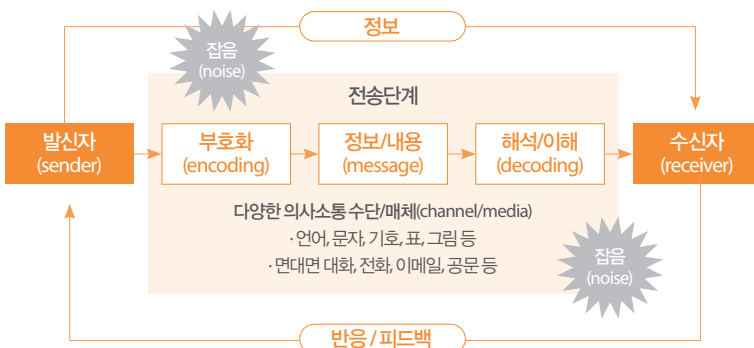 정보
잡음
(noise)
전송단계
발신자
(sender)
부호화
(encoding)
정보/내용
(message)
해석/이해
(decoding)
수신자
(receiver)
다양한 의사소통 수단/매체(channel/media)
·언어, 문자, 기호, 표, 그림 등
·면대면 대화, 전화, 이메일, 공문 등
잡음
(noise)
반응/피드백